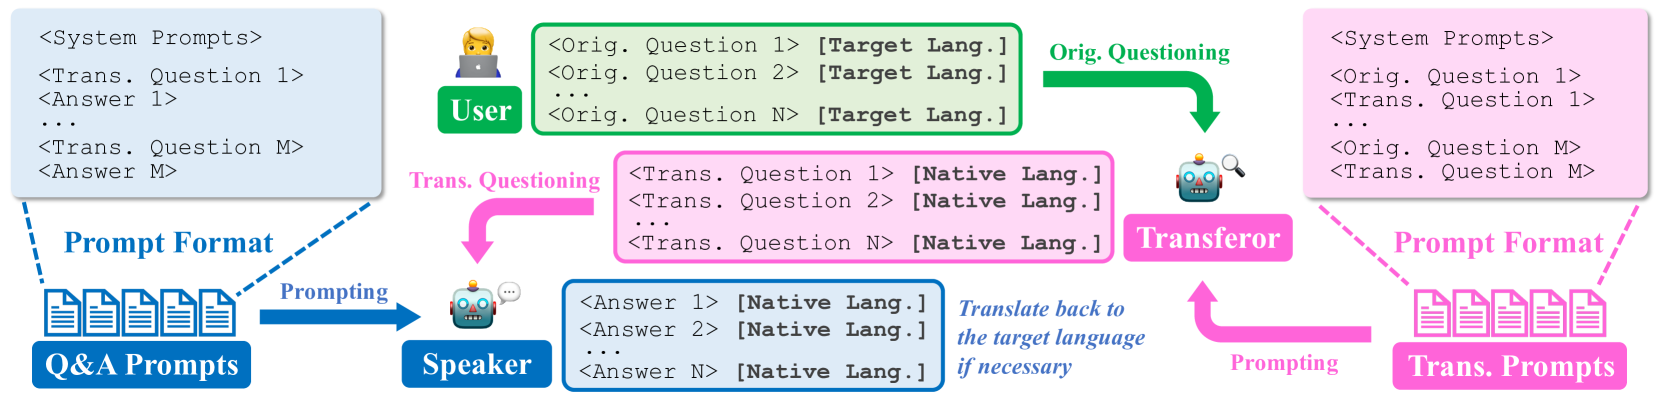 <System Prompts>
<Trans. Question 1>
<Answer 1>
...
<Trans. Question M>
<Answer M>
Prompt Format
Q&A Prompts
Prompting
User
<Orig. Question 1> [Target Lang.]
<Orig. Question 2> [Target Lang.]
...
<Orig. Question N> [Target Lang.]
Orig. Questioning
Trans. Questioning
<Trans. Question 1> [Native Lang.]
<Trans. Question 2> [Native Lang.]
...
<Trans. Question N> [Native Lang.]
Transferor
Speaker
<Answer 1> [Native Lang.]
<Answer 2> [Native Lang.]
...
<Answer N> [Native Lang.]
Translate back to
the target language
if necessary
<System Prompts>
<Orig. Question 1>
<Trans. Question 1>
...
<Orig. Question M>
<Trans. Question M>
Prompt Format
Prompting
Trans. Prompts